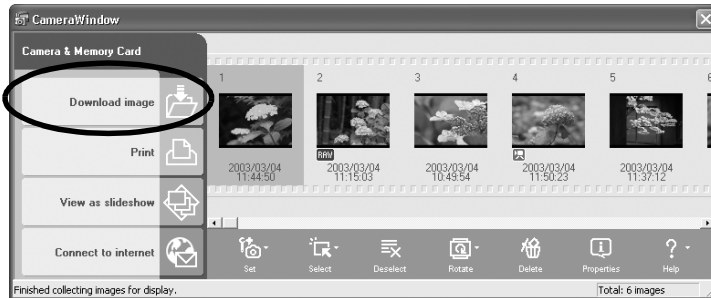 CameraWindow
Camera & Memory Card
Download image
Print
View as slideshow
Connect to internet
1 2 3 4 5 6
RAW
2003/03/04 2003/03/04 2003/03/04 2003/03/04 2003/03/04
11:44:50 11:15:03 10:49:54 11:50:23 11:37:12
Set Select Deselect Rotate Delete Properties Help
Finished collecting images for display. Total: 6 images